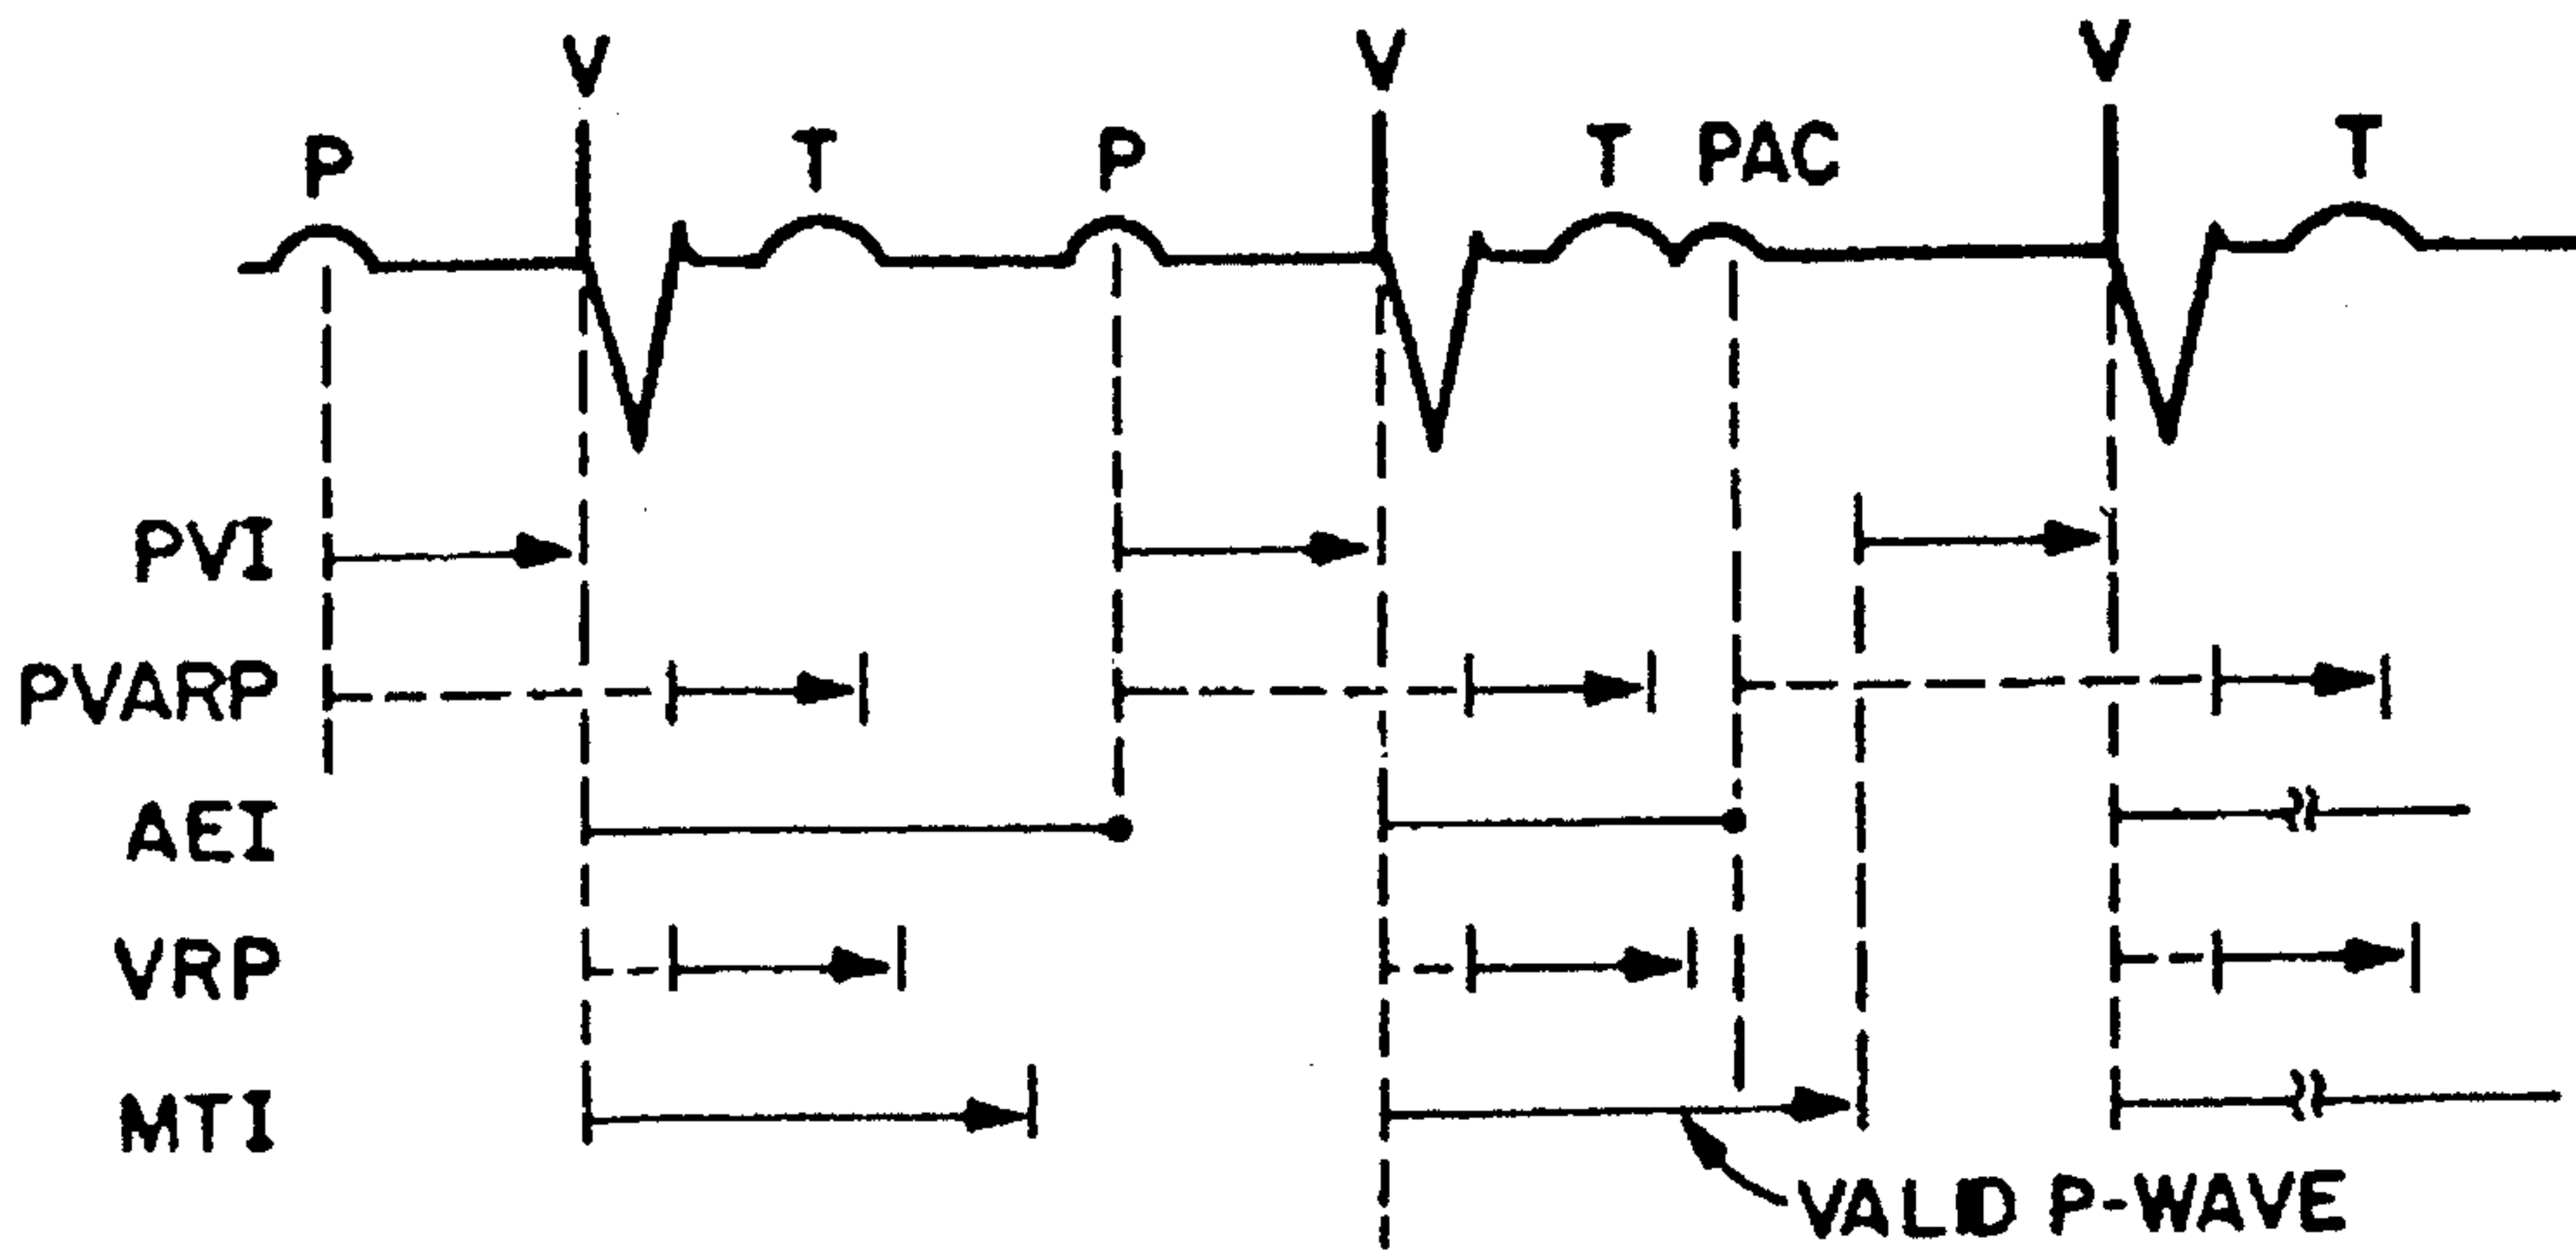 V V V
P T P T PAC T
PVI
PVARP
AEI
VRP
MTI
VALID P-WAVE